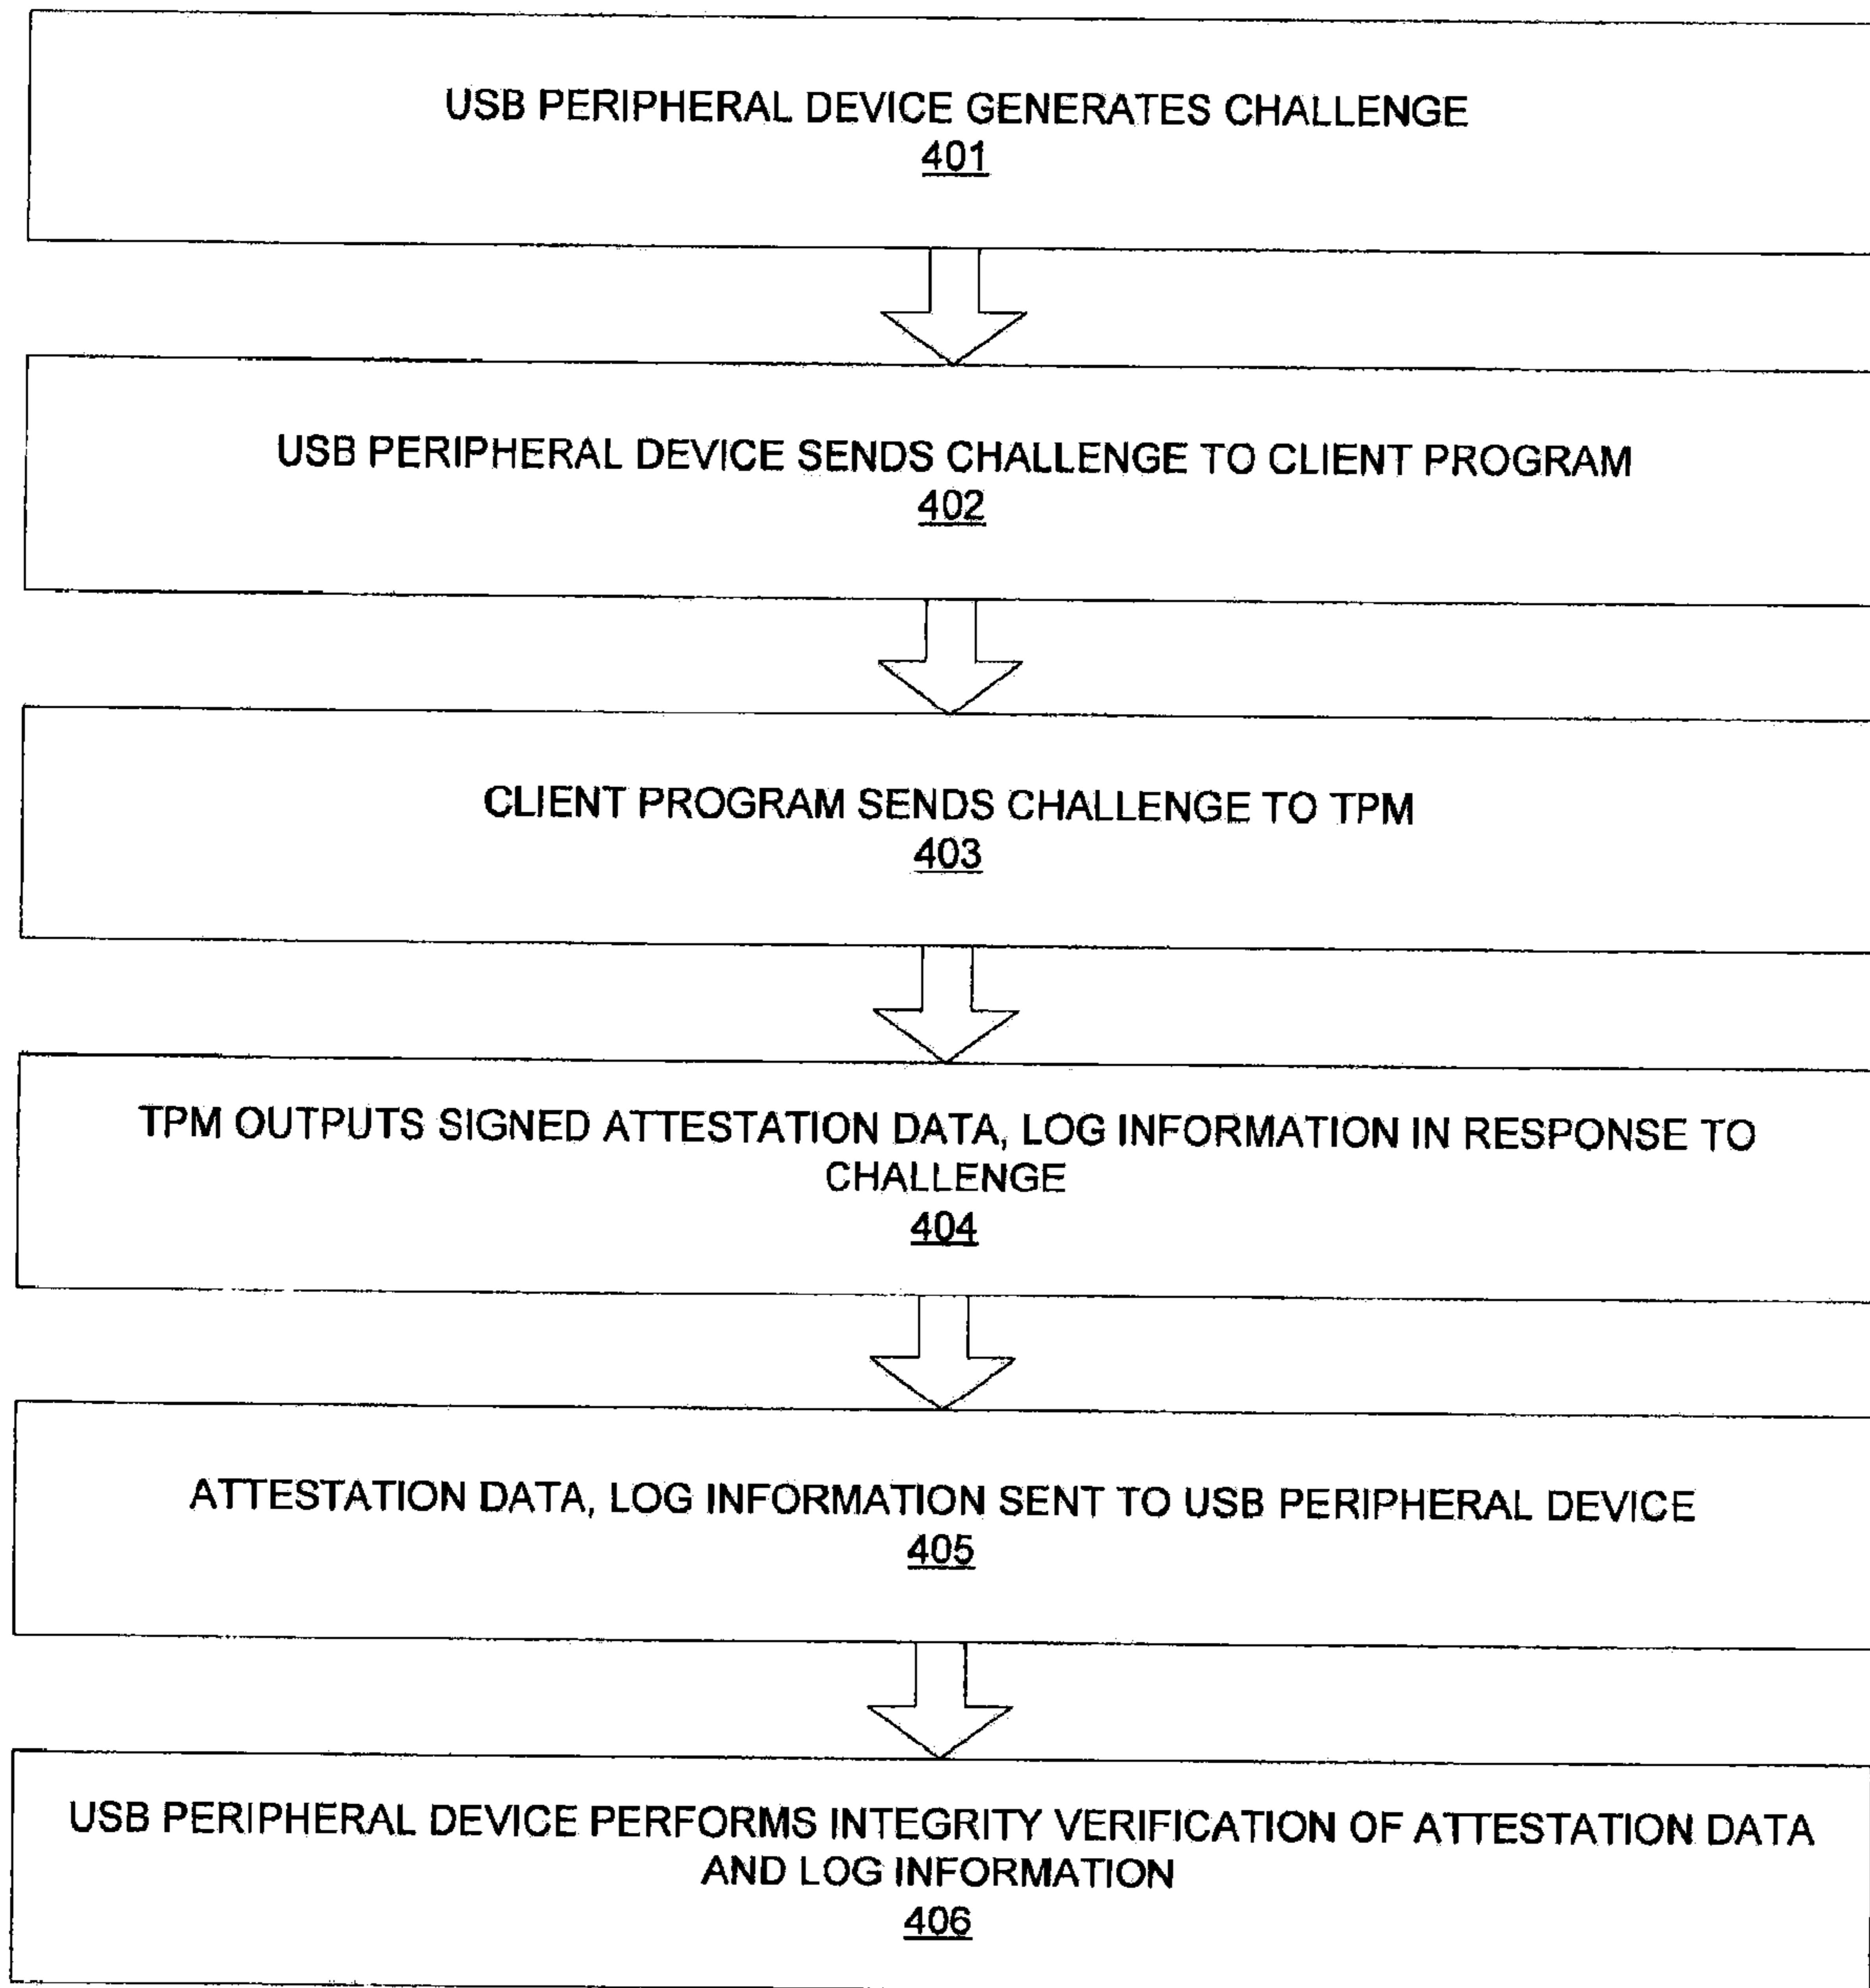 USB PERIPHERAL DEVICE GENERATES CHALLENGE
401
USB PERIPHERAL DEVICE SENDS CHALLENGE TO CLIENT PROGRAM
402
CLIENT PROGRAM SENDS CHALLENGE TO TPM
403
TPM OUTPUTS SIGNED ATTESTATION DATA, LOG INFORMATION IN RESPONSE TO
CHALLENGE
404
ATTESTATION DATA, LOG INFORMATION SENT TO USB PERIPHERAL DEVICE
405
USB PERIPHERAL DEVICE PERFORMS INTEGRITY VERIFICATION OF ATTESTATION DATA
AND LOG INFORMATION
406